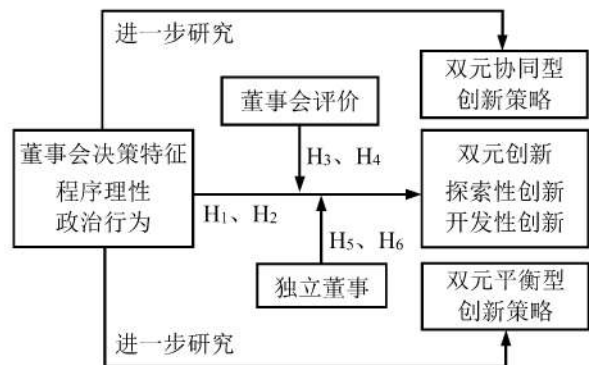 进一步研究
双元协同型
创新策略
董事会评价
H₃、H₄
董事会决策特征
程序理性
政治行为
H₁、H₂
双元创新
探索性创新
开发性创新
H₅、H₆
独立董事
双元平衡型
创新策略
进一步研究